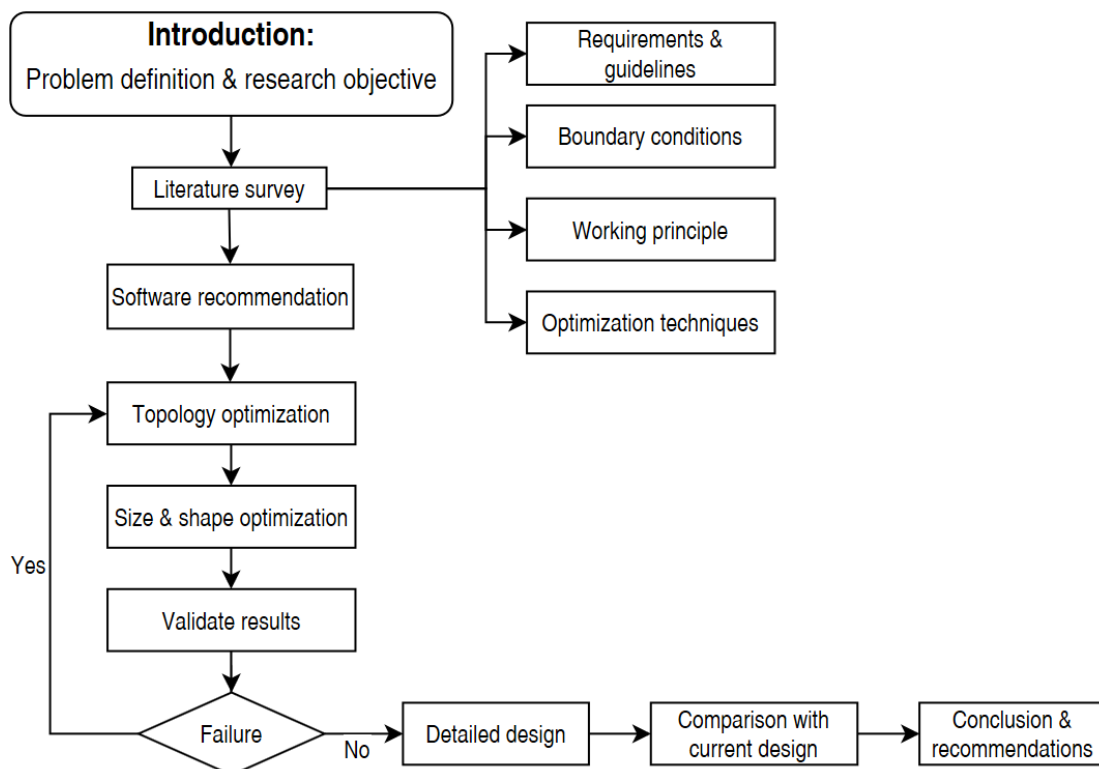 Introduction:
Problem definition & research objective
Requirements &
guidelines
Boundary conditions
Literature survey
Working principle
Software recommendation
Optimization techniques
Topology optimization
Size & shape optimization
Yes
Validate results
Failure
No
Detailed design
Comparison with
current design
Conclusion &
recommendations